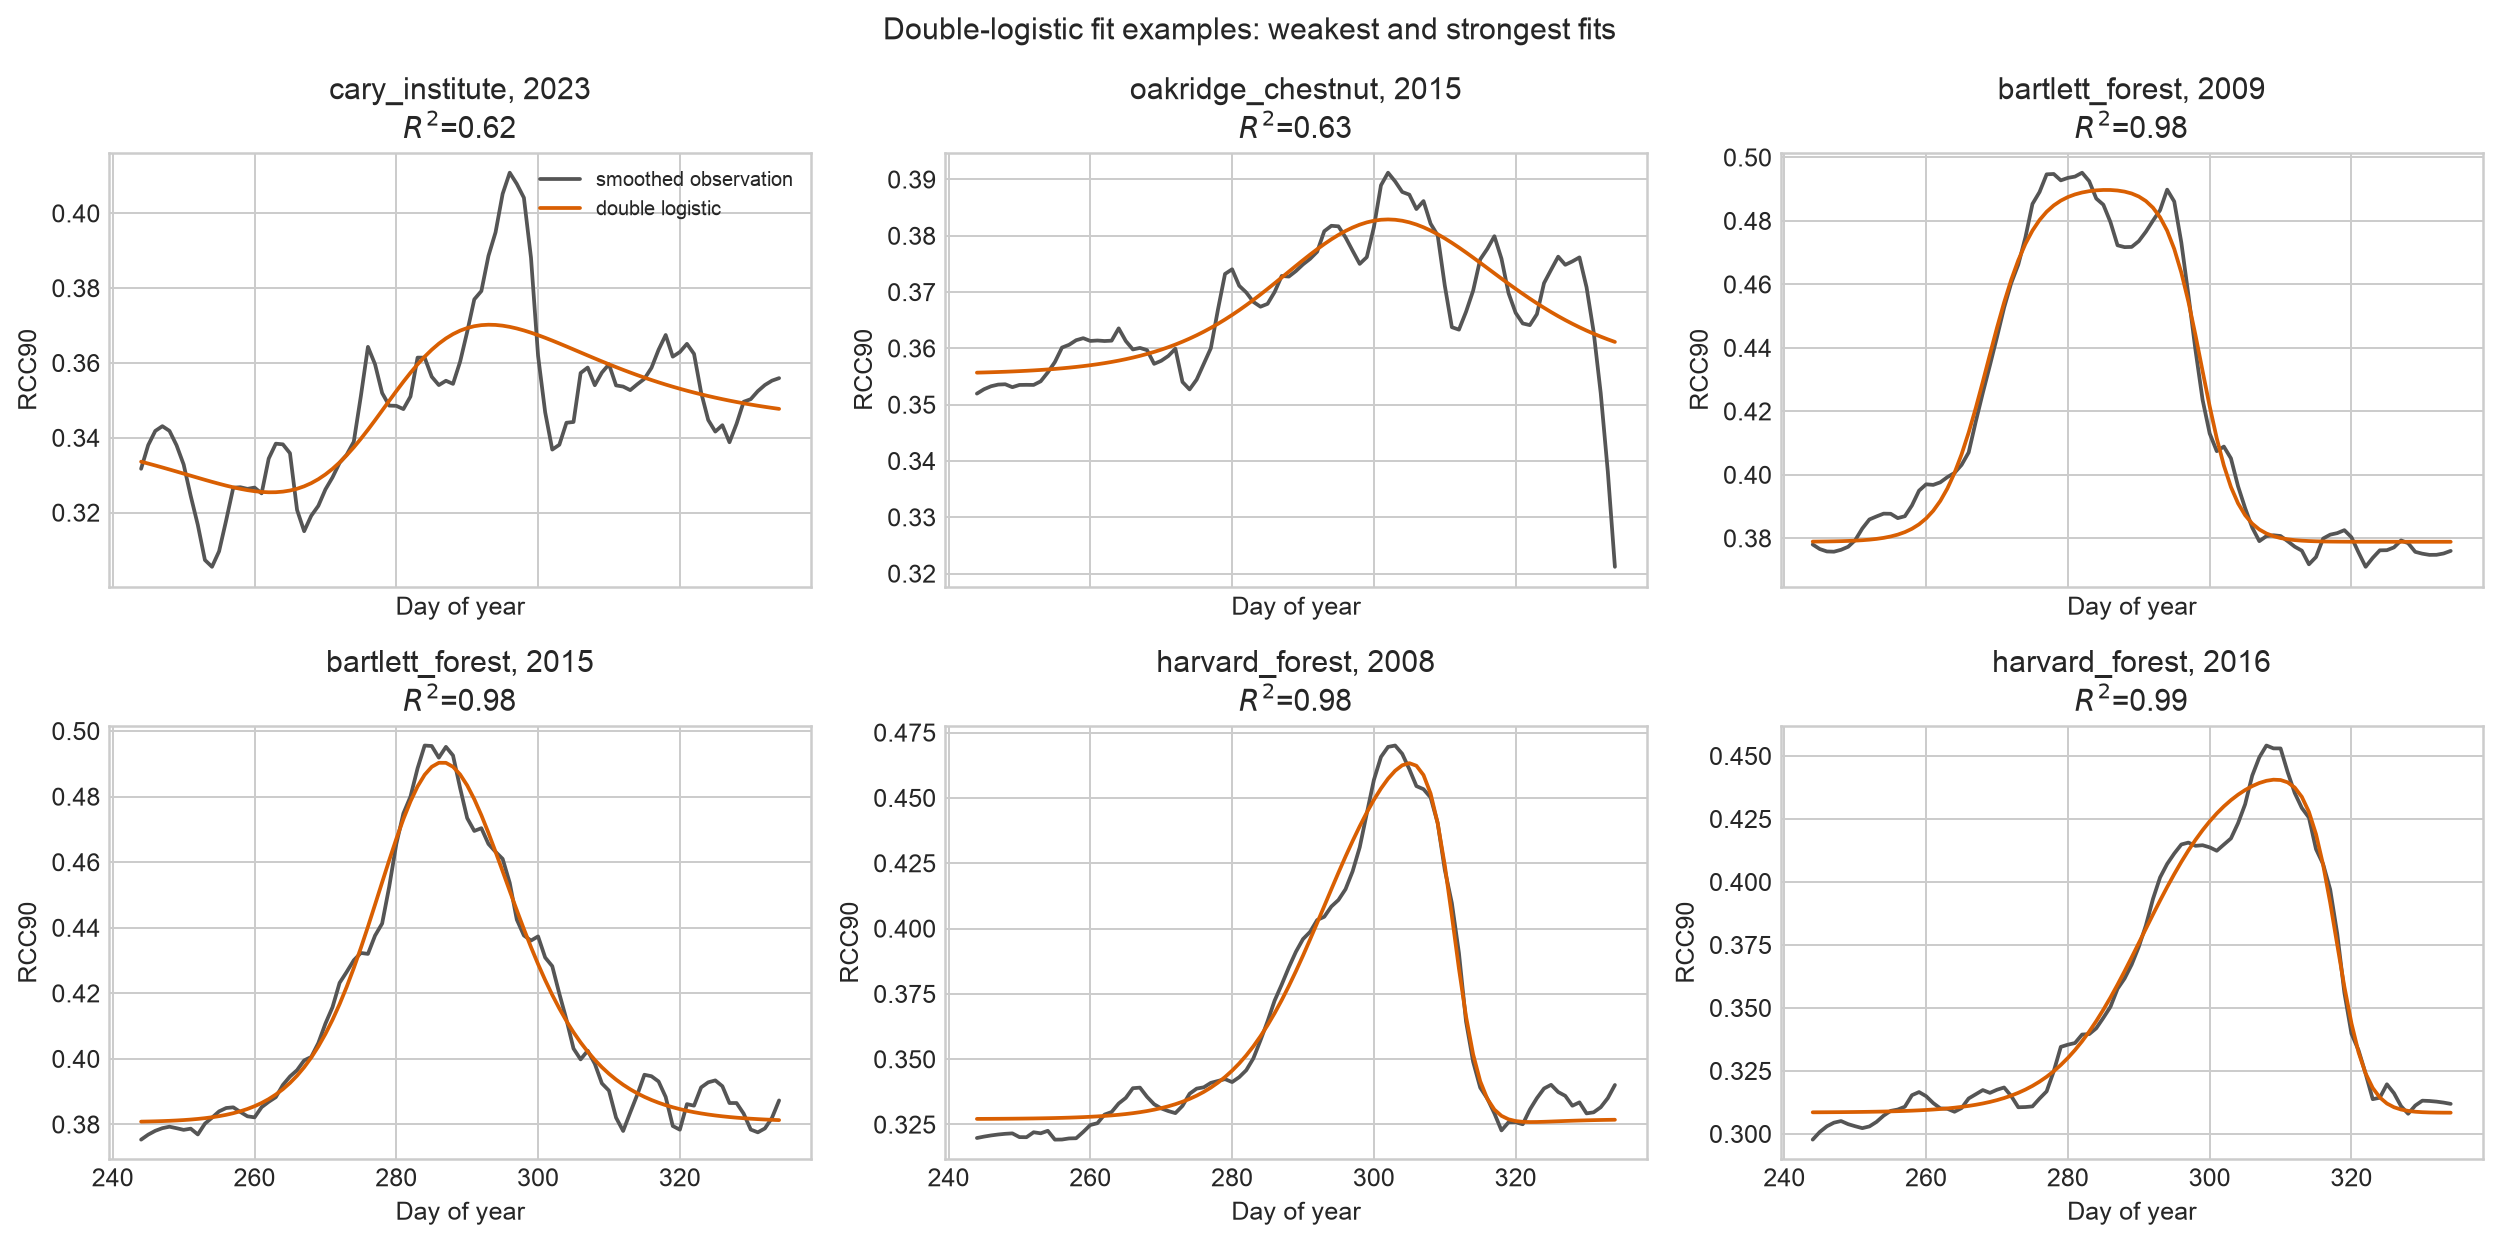 Double-logistic fit examples: weakest and strongest fits
cary_institute, 2023
R²=0.62
smoothed observation
double logistic
0.40
0.38
0.36
0.34
0.32
RCC90
Day of year
oakridge_chestnut, 2015
R²=0.63
0.39
0.38
0.37
0.36
0.35
0.34
0.33
0.32
RCC90
Day of year
bartlett_forest, 2009
R²=0.98
0.50
0.48
0.46
0.44
0.42
0.40
0.38
RCC90
Day of year
bartlett_forest, 2015
R²=0.98
0.50
0.48
0.46
0.44
0.42
0.40
0.38
RCC90
240 260 280 300 320
Day of year
harvard_forest, 2008
R²=0.98
0.475
0.450
0.425
0.400
0.375
0.350
0.325
RCC90
240 260 280 300 320
Day of year
harvard_forest, 2016
R²=0.99
0.450
0.425
0.400
0.375
0.350
0.325
0.300
RCC90
240 260 280 300 320
Day of year